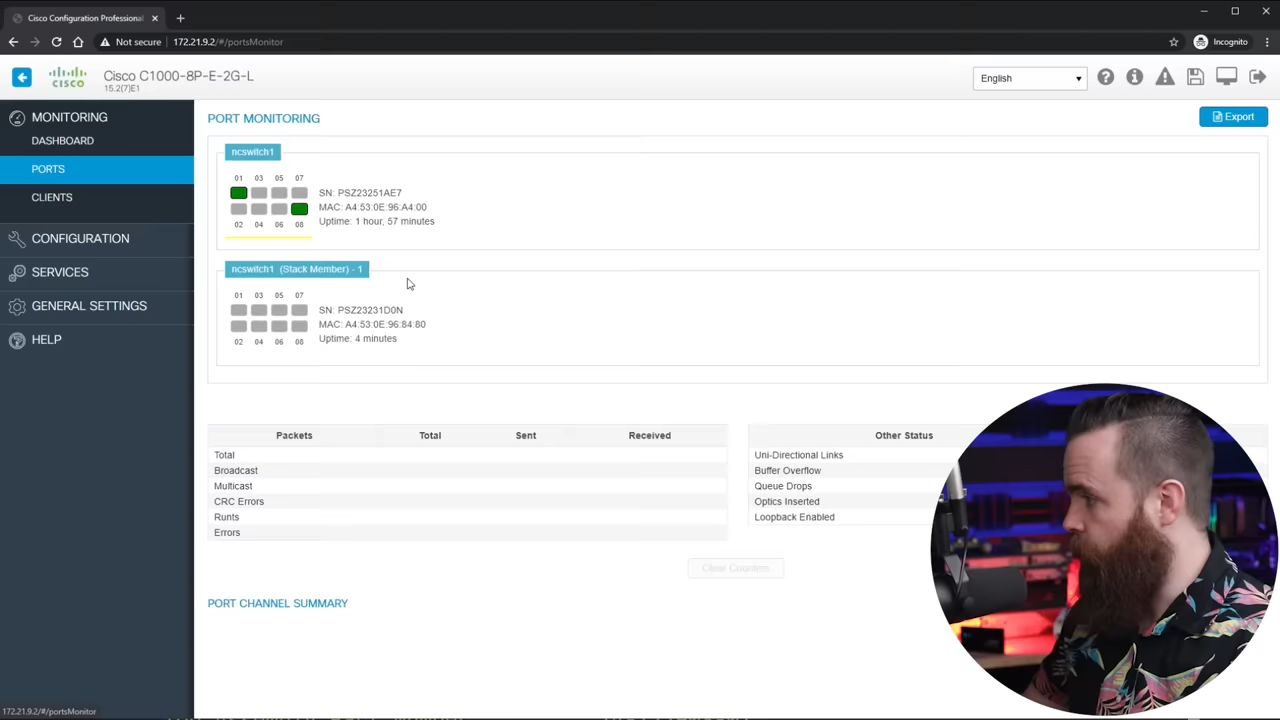 Cisco Configuration Professional
Not secure 172.21.9.2/#/portsMonitor
Incognito
CISCO
Cisco C1000-8P-E-2G-L
15.2(7)E1
English
MONITORING
DASHBOARD
PORTS
CLIENTS
CONFIGURATION
SERVICES
GENERAL SETTINGS
HELP
PORT MONITORING
Export
ncswitch1
01 03 05 07
02 04 06 08
SN: PSZ23251AE7
MAC: A4:53:0E:96:A4:00
Uptime: 1 hour, 57 minutes
ncswitch1 (Stack Member) - 1
01 03 05 07
02 04 06 08
SN: PSZ23231D0N
MAC: A4:53:0E:96:84:80
Uptime: 4 minutes
Packets Total Sent Received
Total
Broadcast
Multicast
CRC Errors
Runts
Errors
Other Status
Uni-Directional Links
Buffer Overflow
Queue Drops
Optics Inserted
Loopback Enabled
Clear Counters
PORT CHANNEL SUMMARY
172.21.9.2/#/portsMonitor